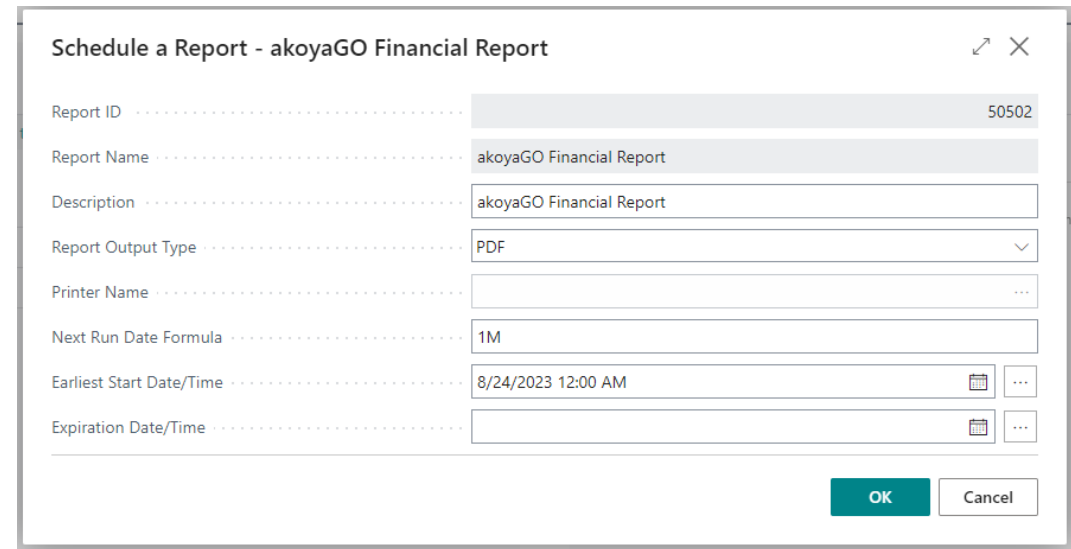 Schedule a Report - akoyaGO Financial Report
Report ID 50502
Report Name akoyaGO Financial Report
Description akoyaGO Financial Report
Report Output Type PDF
Printer Name
Next Run Date Formula 1M
Earliest Start Date/Time 8/24/2023 12:00 AM
Expiration Date/Time
OK Cancel